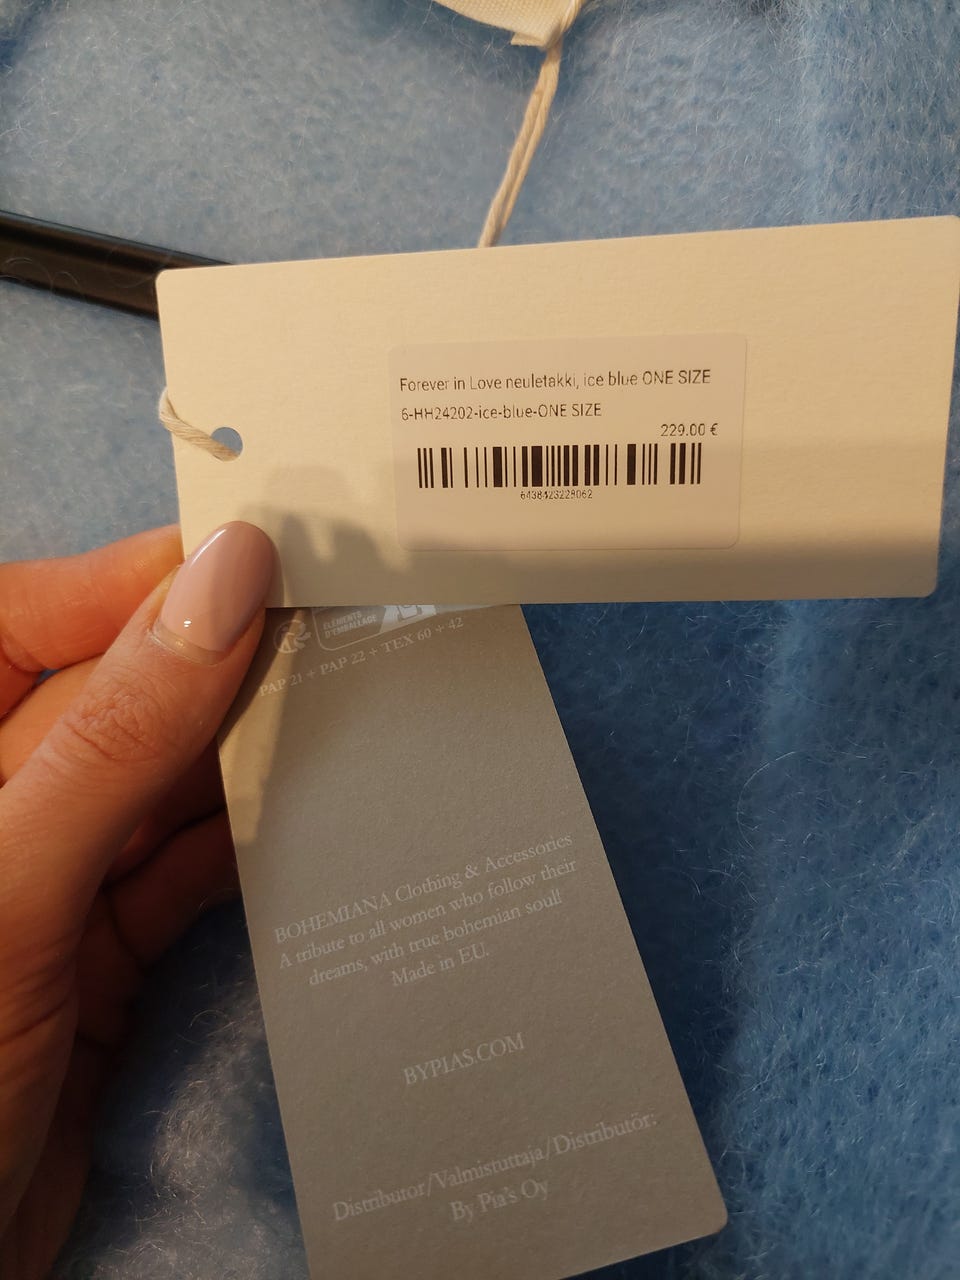 Forever in Love neuletakki, ice blue ONE SIZE
6-HH24202-ice-blue-ONE SIZE
229.00 €
6438423228062
ÉLÉMENTS
D'EMBALLAGE
PAP 21 + PAP 22 + TEX 60 + 42
BOHEMIANA Clothing & Accessories
A tribute to all women who follow their
dreams, with true bohemian soul!
Made in EU.
BYPIAS.COM
Distributor/Valmistuttaja/Distributör:
By Pia's Oy